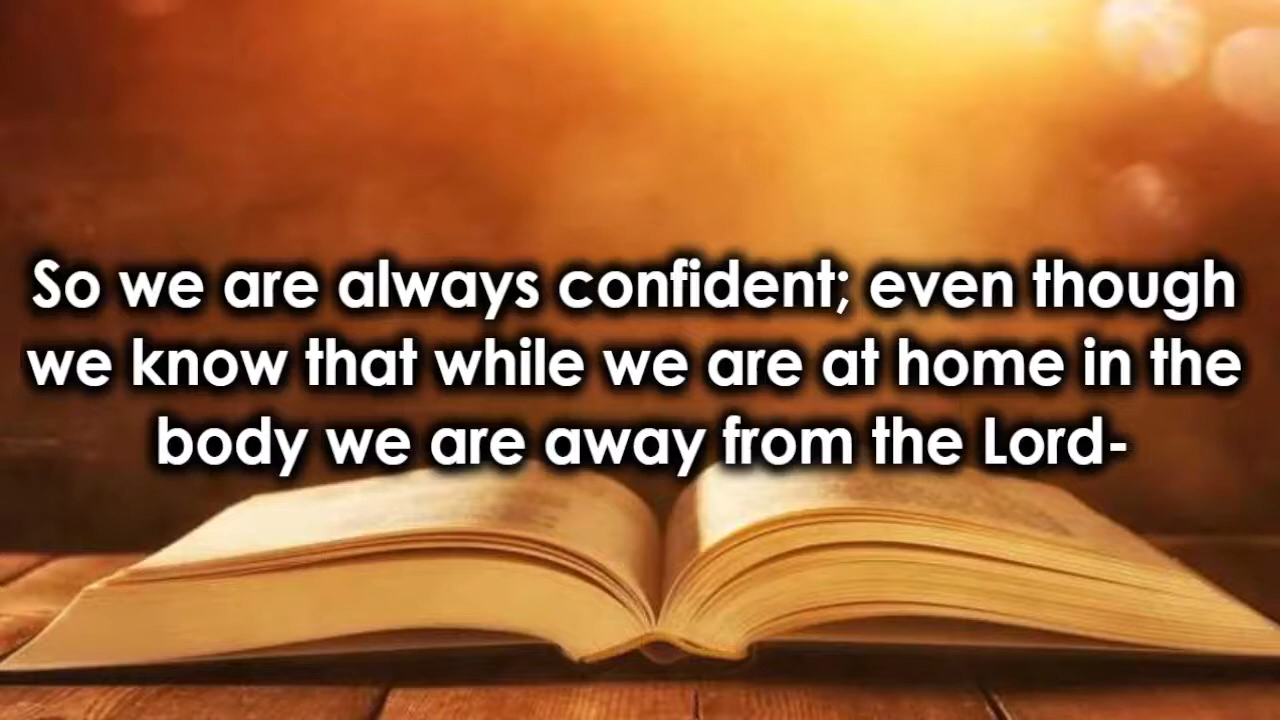 So we are always confident; even though
we know that while we are at home in the
body we are away from the Lord-